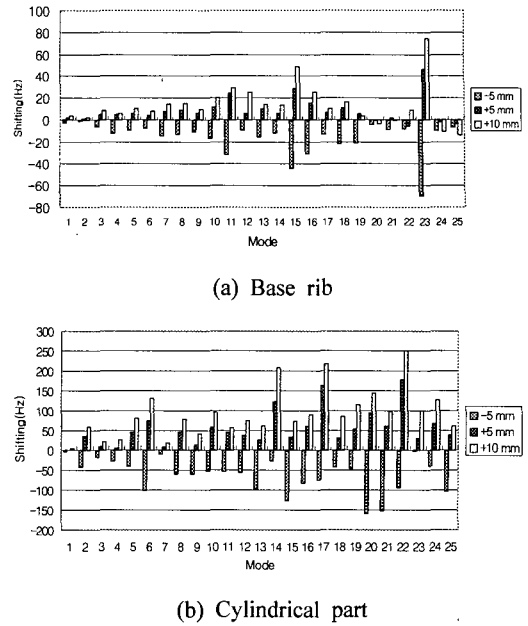 100
80
60
40
20
0
-20
-40
-60
-80
Shifting(Hz)
1 2 3 4 5 6 7 8 9 10 11 12 13 14 15 16 17 18 19 20 21 22 23 24 25
Mode
-5 mm
+5 mm
+10 mm
(a) Base rib
300
250
200
150
100
50
0
-50
-100
-150
-200
Shifting(Hz)
1 2 3 4 5 6 7 8 9 10 11 12 13 14 15 16 17 18 19 20 21 22 23 24 25
Mode
-5 mm
+5 mm
+10 mm
(b) Cylindrical part